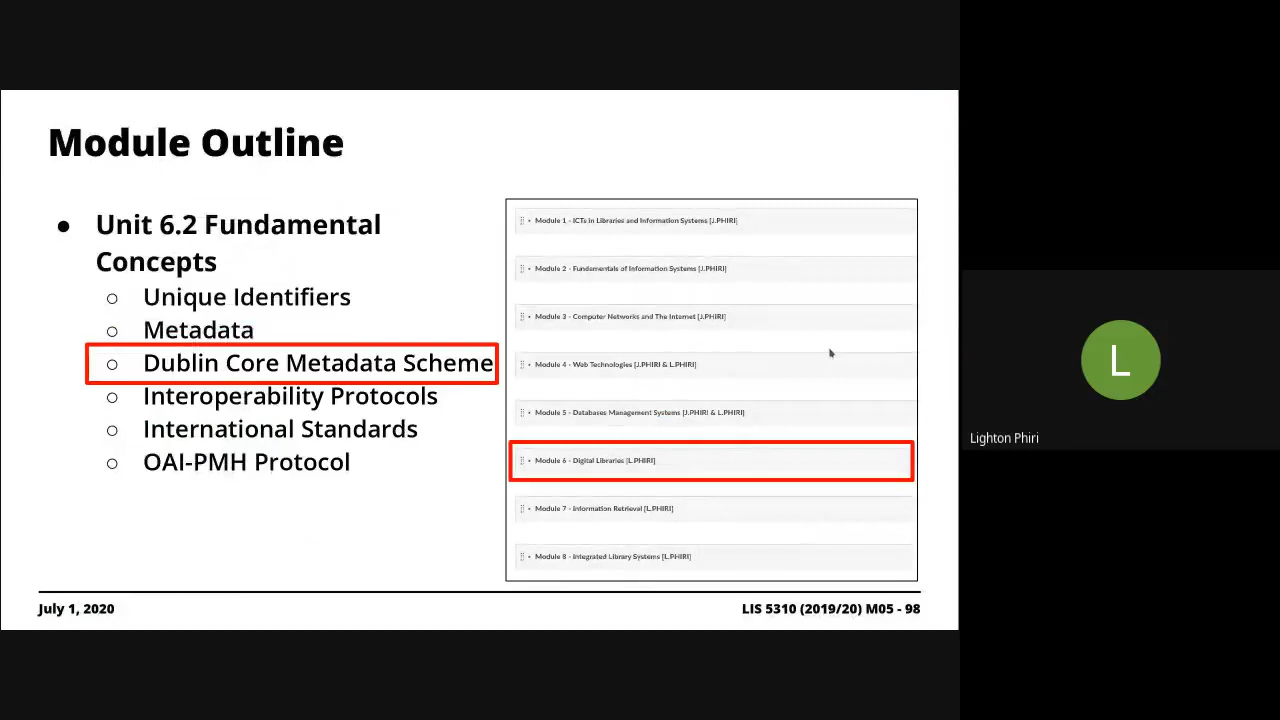 Module Outline
● Unit 6.2 Fundamental
Concepts
○ Unique Identifiers
○ Metadata
○ Dublin Core Metadata Scheme
○ Interoperability Protocols
○ International Standards
○ OAI-PMH Protocol
Module 1 - ICTs in Libraries and Information Systems [J.PHIRI]
Module 2 - Fundamentals of Information Systems [J.PHIRI]
Module 3 - Computer Networks and The Internet [J.PHIRI]
Module 4 - Web Technologies [J.PHIRI & L.PHIRI]
Module 5 - Databases Management Systems [J.PHIRI & L.PHIRI]
Module 6 - Digital Libraries [L.PHIRI]
Module 7 - Information Retrieval [L.PHIRI]
Module 8 - Integrated Library Systems [L.PHIRI]
July 1, 2020
LIS 5310 (2019/20) M05 - 98
L
Lighton Phiri